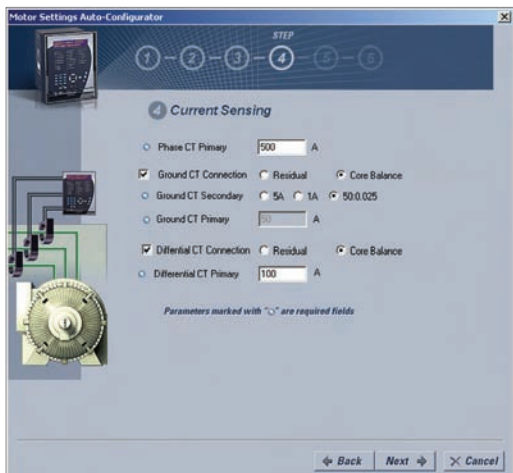 Motor Settings Auto-Configurator
STEP
1 2 3 4 5 6
4 Current Sensing
Phase CT Primary 500 A
Ground CT Connection Residual Core Balance
Ground CT Secondary 5A 1A 50:0.025
Ground CT Primary 50 A
Diffential CT Connection Residual Core Balance
Differential CT Primary 100 A
Parameters marked with "○" are required fields
Back Next Cancel